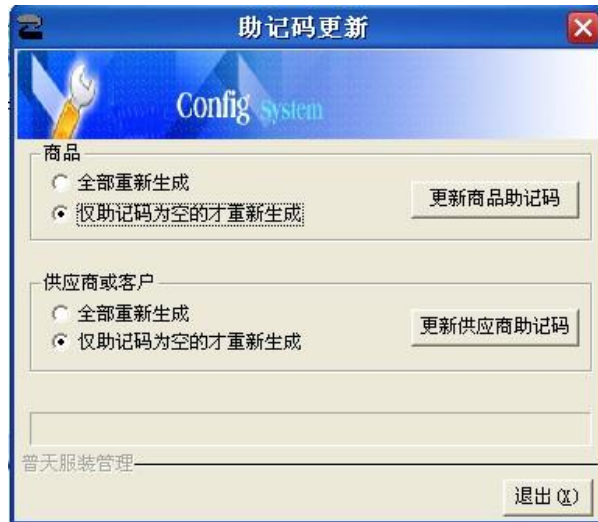 助记码更新
Config System
商品
全部重新生成
仅助记码为空的才重新生成
更新商品助记码
供应商或客户
全部重新生成
仅助记码为空的才重新生成
更新供应商助记码
普天服装管理
退出(X)